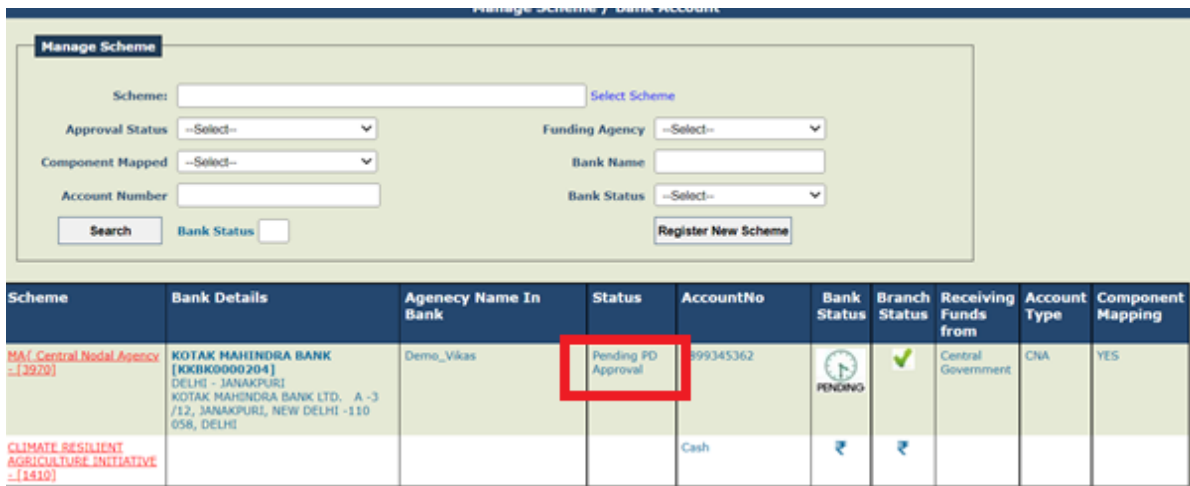 Manage Scheme / Bank Account
Manage Scheme
Scheme: Select Scheme
Approval Status --Select-- Funding Agency --Select--
Component Mapped --Select-- Bank Name
Account Number Bank Status --Select--
Search Bank Status Register New Scheme
Scheme Bank Details Agenecy Name In Bank Status AccountNo Bank Status Branch Status Receiving Funds from Account Type Component Mapping
MA( Central Nodal Agency - [3970]
KOTAK MAHINDRA BANK
[KKBK0000204]
DELHI - JANAKPURI
KOTAK MAHINDRA BANK LTD. A -3
/12, JANAKPURI, NEW DELHI -110
058, DELHI
Demo_Vikas
Pending PD
Approval
899345362
PENDING
Central
Government
CNA
YES
CLIMATE RESILIENT
AGRICULTURE INITIATIVE
- [1410]
Cash
₹
₹